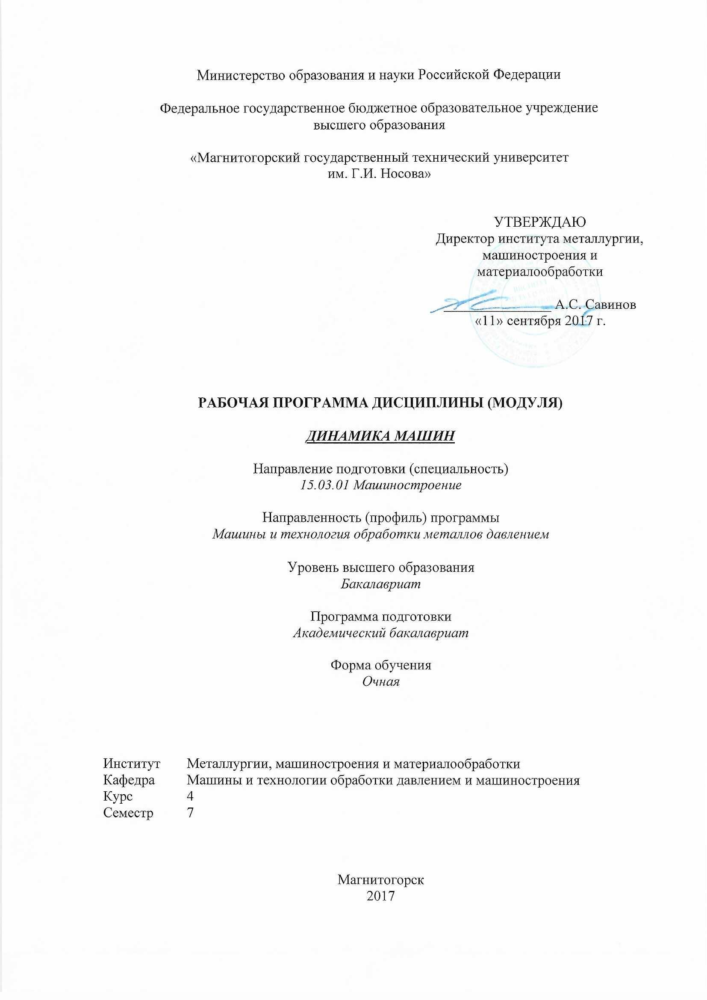 Министерство образования и науки Российской Федерации
Федеральное государственное бюджетное образовательное учреждение
высшего образования
«Магнитогорский государственный технический университет
им. Г.И. Носова»
УТВЕРЖДАЮ
Директор института металлургии,
машиностроения и
материалообработки
А.С. Савинов
«11» сентября 2017 г.
РАБОЧАЯ ПРОГРАММА ДИСЦИПЛИНЫ (МОДУЛЯ)
ДИНАМИКА МАШИН
Направление подготовки (специальность)
15.03.01 Машиностроение
Направленность (профиль) программы
Машины и технология обработки металлов давлением
Уровень высшего образования
Бакалавриат
Программа подготовки
Академический бакалавриат
Форма обучения
Очная
Институт Металлургии, машиностроения и материалообработки
Кафедра Машины и технологии обработки давлением и машиностроения
Курс 4
Семестр 7
Магнитогорск
2017